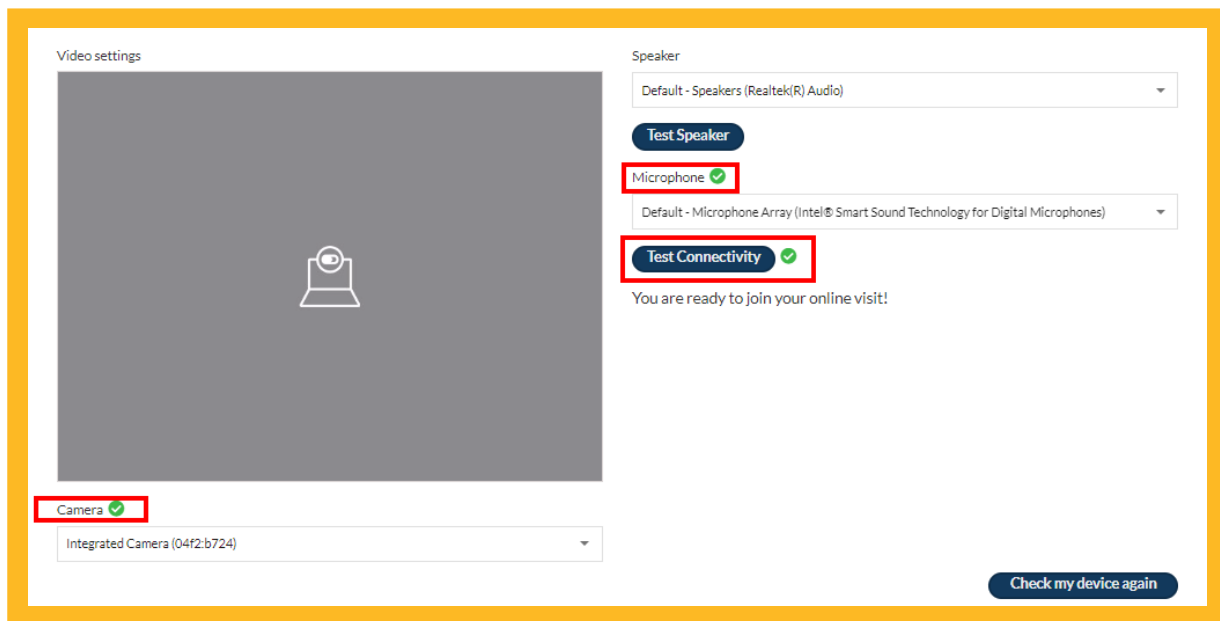 Video settings
Camera
Integrated Camera (04f2:b724)
Speaker
Default - Speakers (Realtek(R) Audio)
Test Speaker
Microphone
Default - Microphone Array (Intel® Smart Sound Technology for Digital Microphones)
Test Connectivity
You are ready to join your online visit!
Check my device again